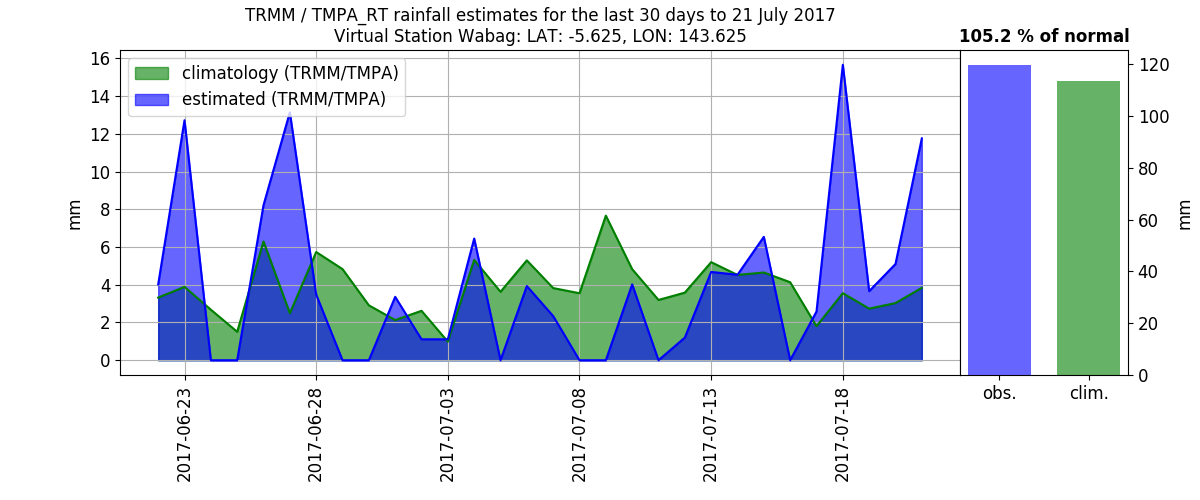 TRMM / TMPA_RT rainfall estimates for the last 30 days to 21 July 2017
Virtual Station Wabag: LAT: -5.625, LON: 143.625
105.2 % of normal
climatology (TRMM/TMPA)
estimated (TRMM/TMPA)
16
14
12
10
8
6
4
2
0
mm
2017-06-23
2017-06-28
2017-07-03
2017-07-08
2017-07-13
2017-07-18
120
100
80
60
40
20
0
mm
obs.
clim.